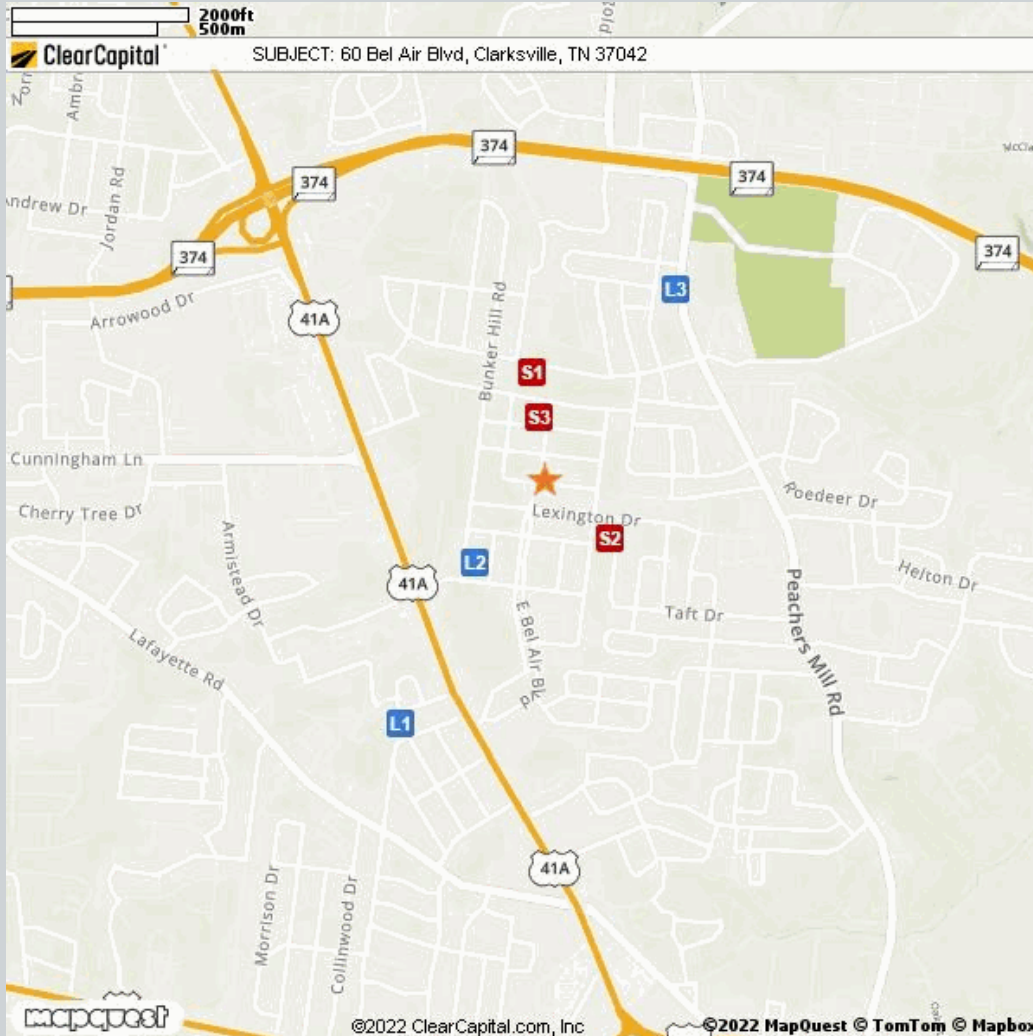 2000ft
500m
ClearCapital
SUBJECT: 60 Bel Air Blvd, Clarksville, TN 37042
374
374
374
374
374
Andrew Dr
Jordan Rd
Arrowood Dr
41A
Bunker Hill Rd
L3
S1
S3
Cunningham Ln
Cherry Tree Dr
Lexington Dr
S2
L2
Roedeer Dr
Armistead Dr
41A
Helton Dr
Taft Dr
E Bel Air Bl
Peachers Mill Rd
Lafayette Rd
L1
41A
Morrison Dr
Collinwood Dr
mapquest
©2022 ClearCapital.com, Inc
©2022 MapQuest © TomTom © Mapbox